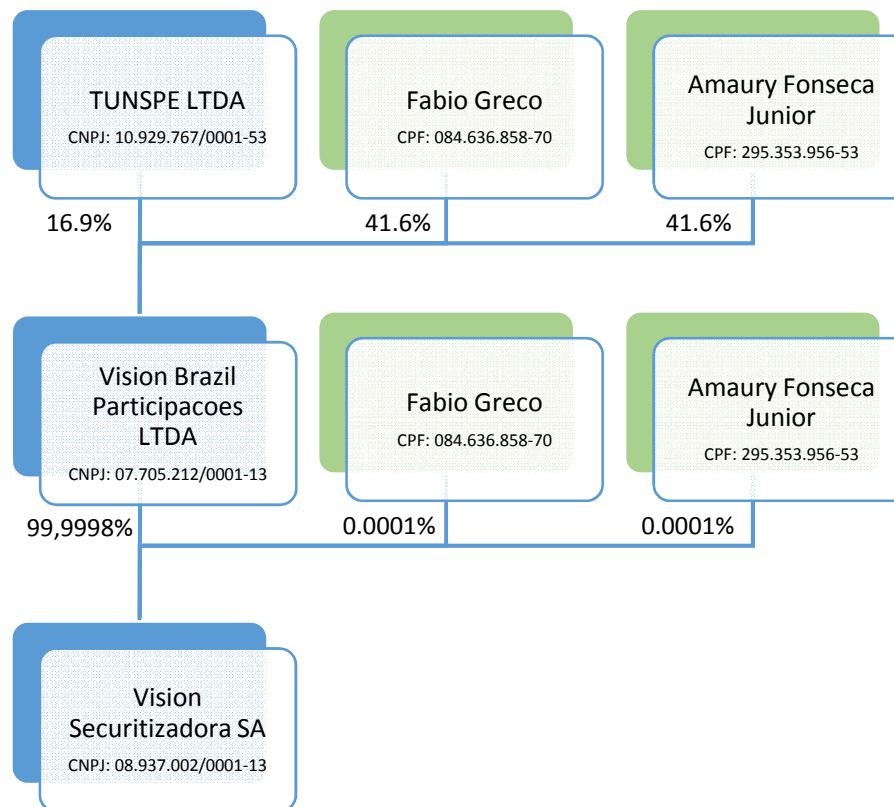 TUNSPE LTDA
CNPJ: 10.929.767/0001-53
Fabio Greco
CPF: 084.636.858-70
Amaury Fonseca
Junior
CPF: 295.353.956-53
16.9%
41.6%
41.6%
Vision Brazil
Participacoes
LTDA
CNPJ: 07.705.212/0001-13
Fabio Greco
CPF: 084.636.858-70
Amaury Fonseca
Junior
CPF: 295.353.956-53
99,9998%
0.0001%
0.0001%
Vision
Securitizadora SA
CNPJ: 08.937.002/0001-13